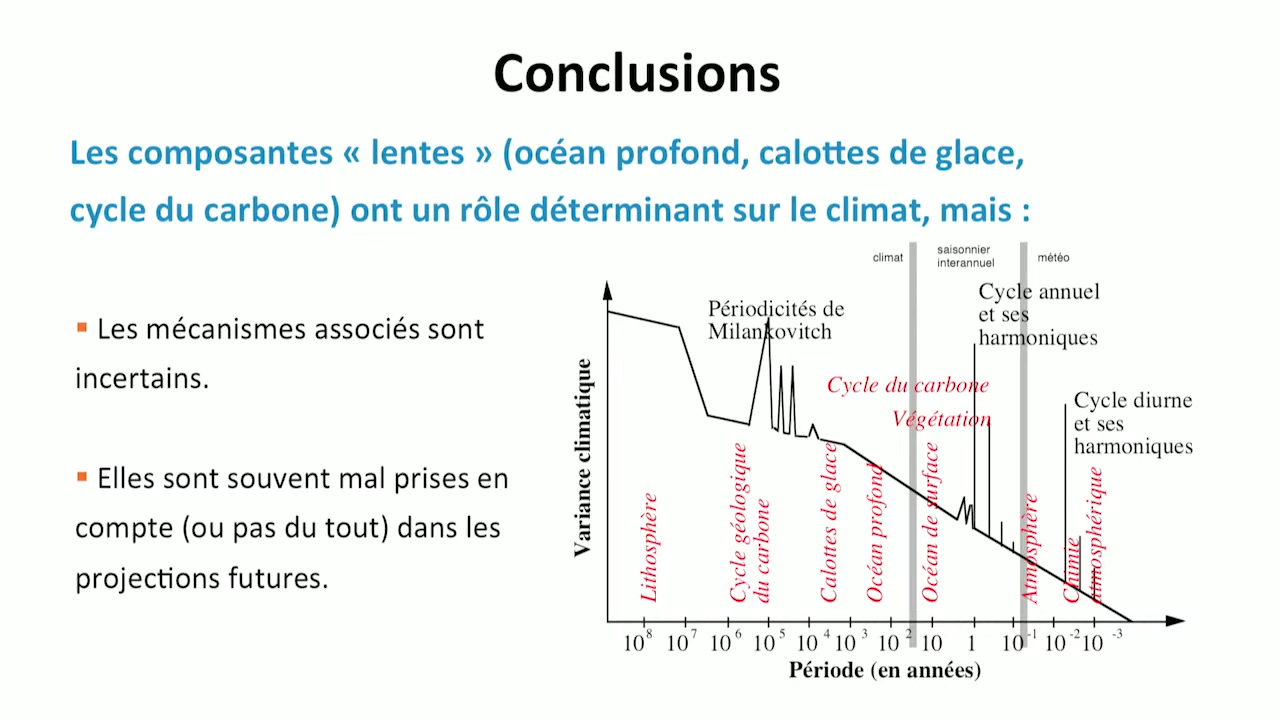 Conclusions
Les composantes « lentes » (océan profond, calottes de glace,
cycle du carbone) ont un rôle déterminant sur le climat, mais :
▪ Les mécanismes associés sont
incertains.
▪ Elles sont souvent mal prises en
compte (ou pas du tout) dans les
projections futures.
climat
saisonnier
interannuel
météo
Périodicités de
Milankovitch
Cycle annuel
et ses
harmoniques
Cycle du carbone
Végétation
Cycle diurne
et ses
harmoniques
Variance climatique
Lithosphère
Cycle géologique
du carbone
Calottes de glace
Océan profond
Océan de surface
Atmosphère
Chimie
atmosphérique
10⁸ 10⁷ 10⁶ 10⁵ 10⁴ 10³ 10² 10 1 10⁻¹ 10⁻² 10⁻³
Période (en années)